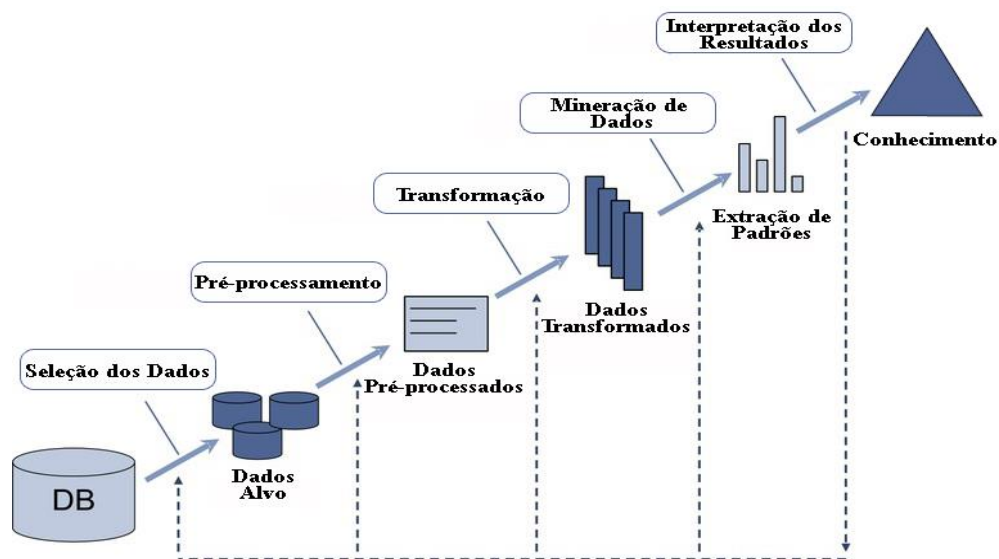 Interpretação dos
Resultados
Mineração de
Dados
Conhecimento
Transformação
Extração de
Padrões
Pré-processamento
Dados
Transformados
Seleção dos Dados
Dados
Pré-processados
Dados
Alvo
DB